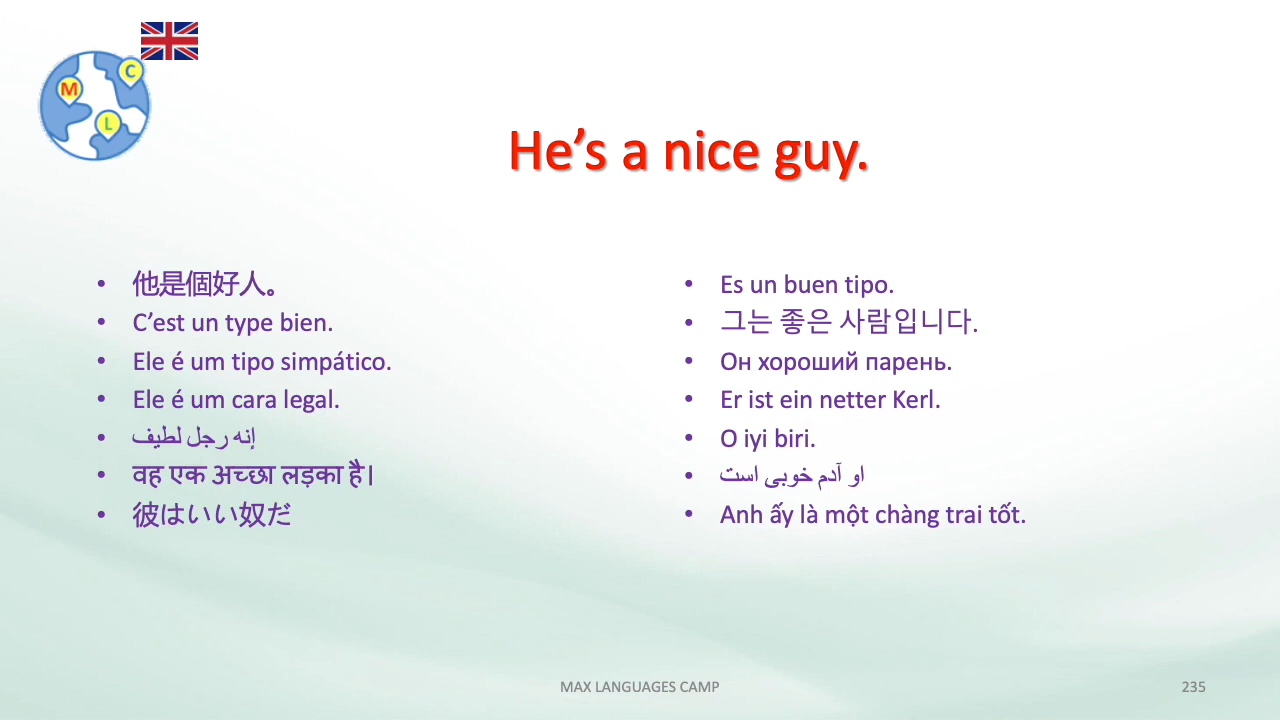 M
C
L
He’s a nice guy.
他是個好人。
C’est un type bien.
Ele é um tipo simpático.
Ele é um cara legal.
إنه رجل لطيف
वह एक अच्छा लड़का है।
彼はいい奴だ
Es un buen tipo.
그는 좋은 사람입니다.
Он хороший парень.
Er ist ein netter Kerl.
O iyi biri.
او آدم خوبی است
Anh ấy là một chàng trai tốt.
MAX LANGUAGES CAMP
235